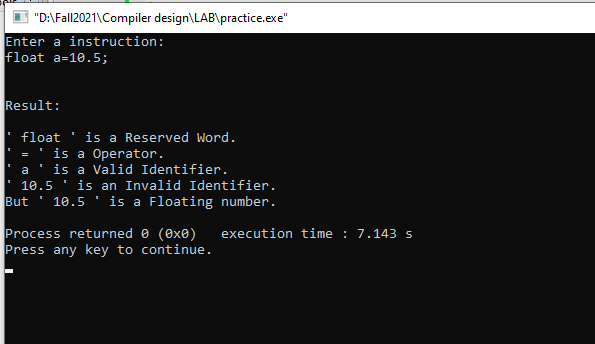 "D:\Fall2021\Compiler design\LAB\practice.exe"
Enter a instruction:
float a=10.5;
Result:
' float ' is a Reserved Word.
' = ' is a Operator.
' a ' is a Valid Identifier.
' 10.5 ' is an Invalid Identifier.
But ' 10.5 ' is a Floating number.
Process returned 0 (0x0)   execution time : 7.143 s
Press any key to continue.